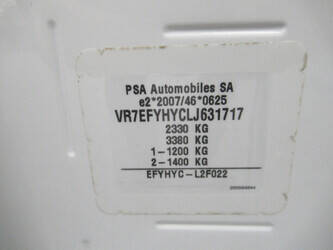 PSA Automobiles SA
e2*2007/46*0625
VR7EFYHYCLJ631717
2330 KG
3380 KG
1-1200 KG
2-1400 KG
EFYHYC-L2F022